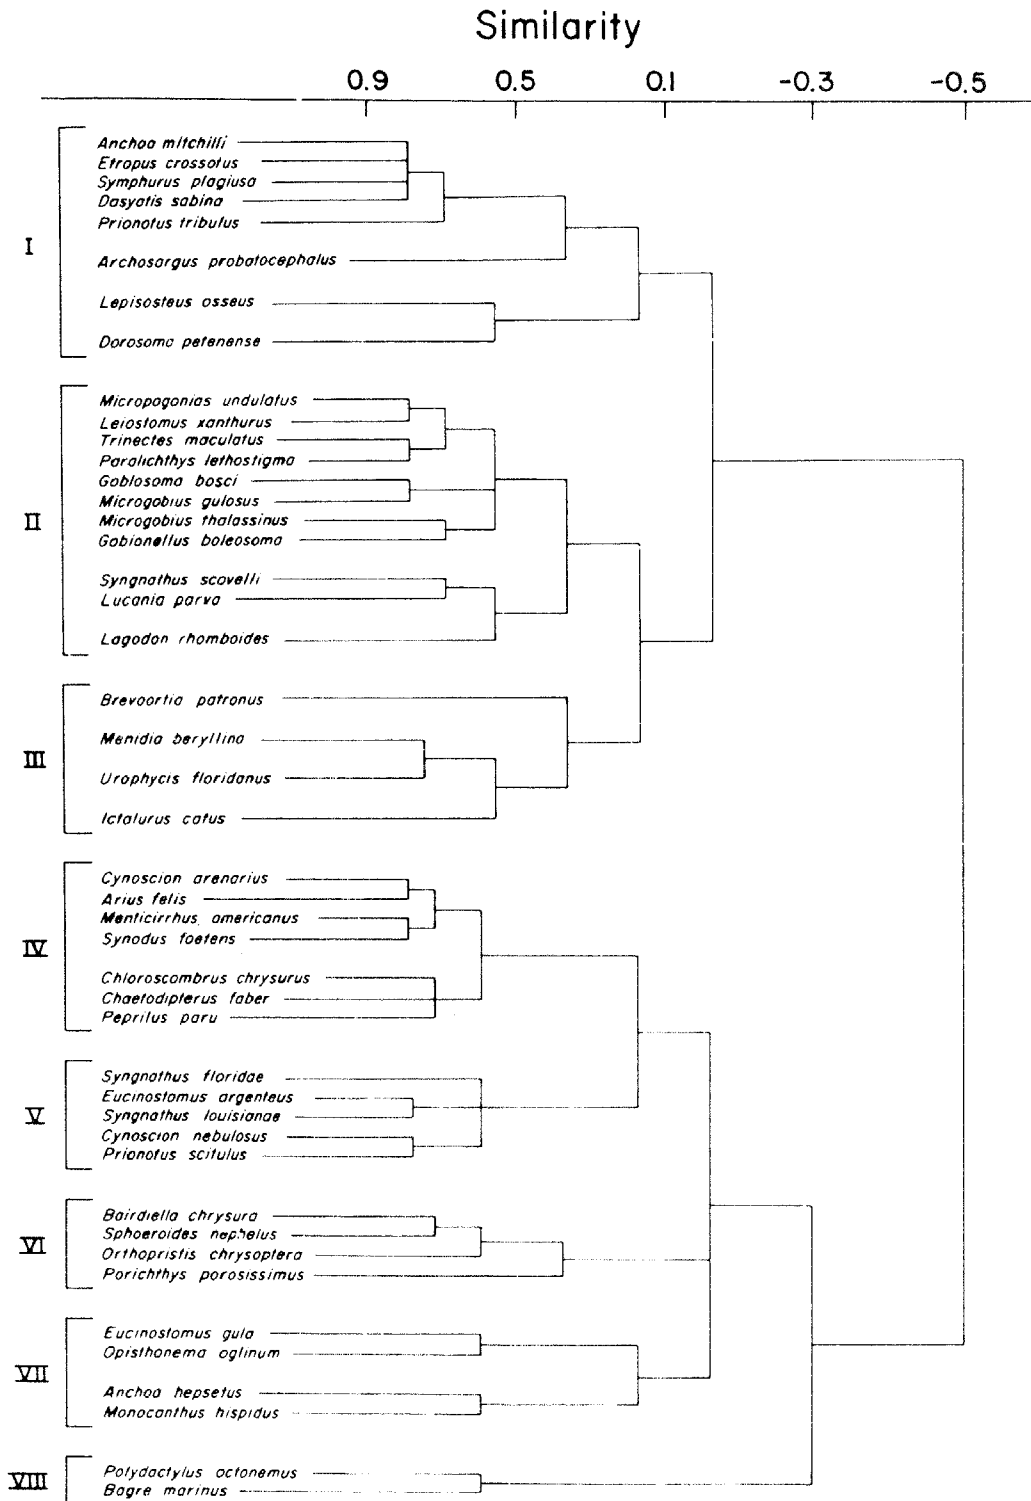 Similarity
0.9 0.5 0.1 -0.3 -0.5
I
Anchoa mitchilli
Etropus crossotus
Symphurus plagiusa
Dasyatis sabina
Prionotus tribulus
Archosargus probatocephalus
Lepisosteus osseus
Dorosoma petenense
II
Micropogonias undulatus
Leiostomus xanthurus
Trinectes maculatus
Paralichthys lethostigma
Gobiosoma bosci
Microgobius gulosus
Microgobius thalassinus
Gobionellus boleosoma
Syngnathus scovelli
Lucania parva
Lagodon rhomboides
III
Brevoortia patronus
Menidia beryllina
Urophycis floridanus
Ictalurus catus
IV
Cynoscion arenarius
Arius felis
Menticirrhus americanus
Synodus foetens
Chloroscombrus chrysurus
Chaetodipterus faber
Peprilus paru
V
Syngnathus floridae
Eucinostomus argenteus
Syngnathus louisianae
Cynoscion nebulosus
Prionotus scitulus
VI
Bairdiella chrysura
Sphoeroides nephelus
Orthopristis chrysoptera
Porichthys porosissimus
VII
Eucinostomus gula
Opisthonema oglinum
Anchoa hepsetus
Monocanthus hispidus
VIII
Polydactylus octonemus
Bagre marinus